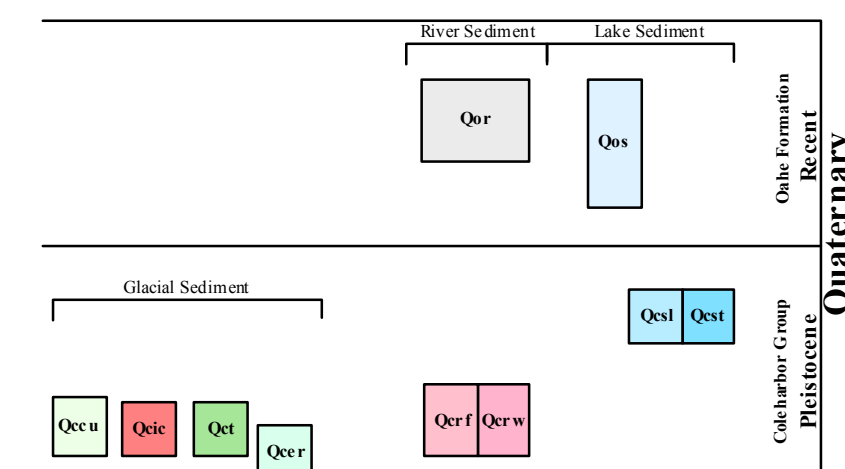 River Sediment
Lake Sediment
Qor
Qos
Oahe Formation
Recent
Quaternary
Glacial Sediment
Qcsl
Qcst
Coleharbor Group
Pleistocene
Qccu
Qcic
Qct
Qcer
Qcrf
Qcrw